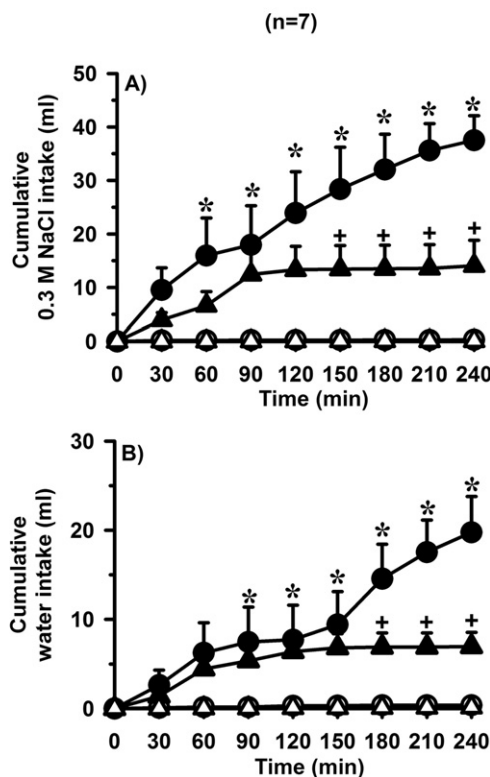 (n=7)
A)
Cumulative
0.3 M NaCl intake (ml)
50
40
30
20
10
0
* * * * * * *
+ + + +
0 30 60 90 120 150 180 210 240
Time (min)
B)
Cumulative
water intake (ml)
30
20
10
0
* * * * * *
+ + +
0 30 60 90 120 150 180 210 240
Time (min)